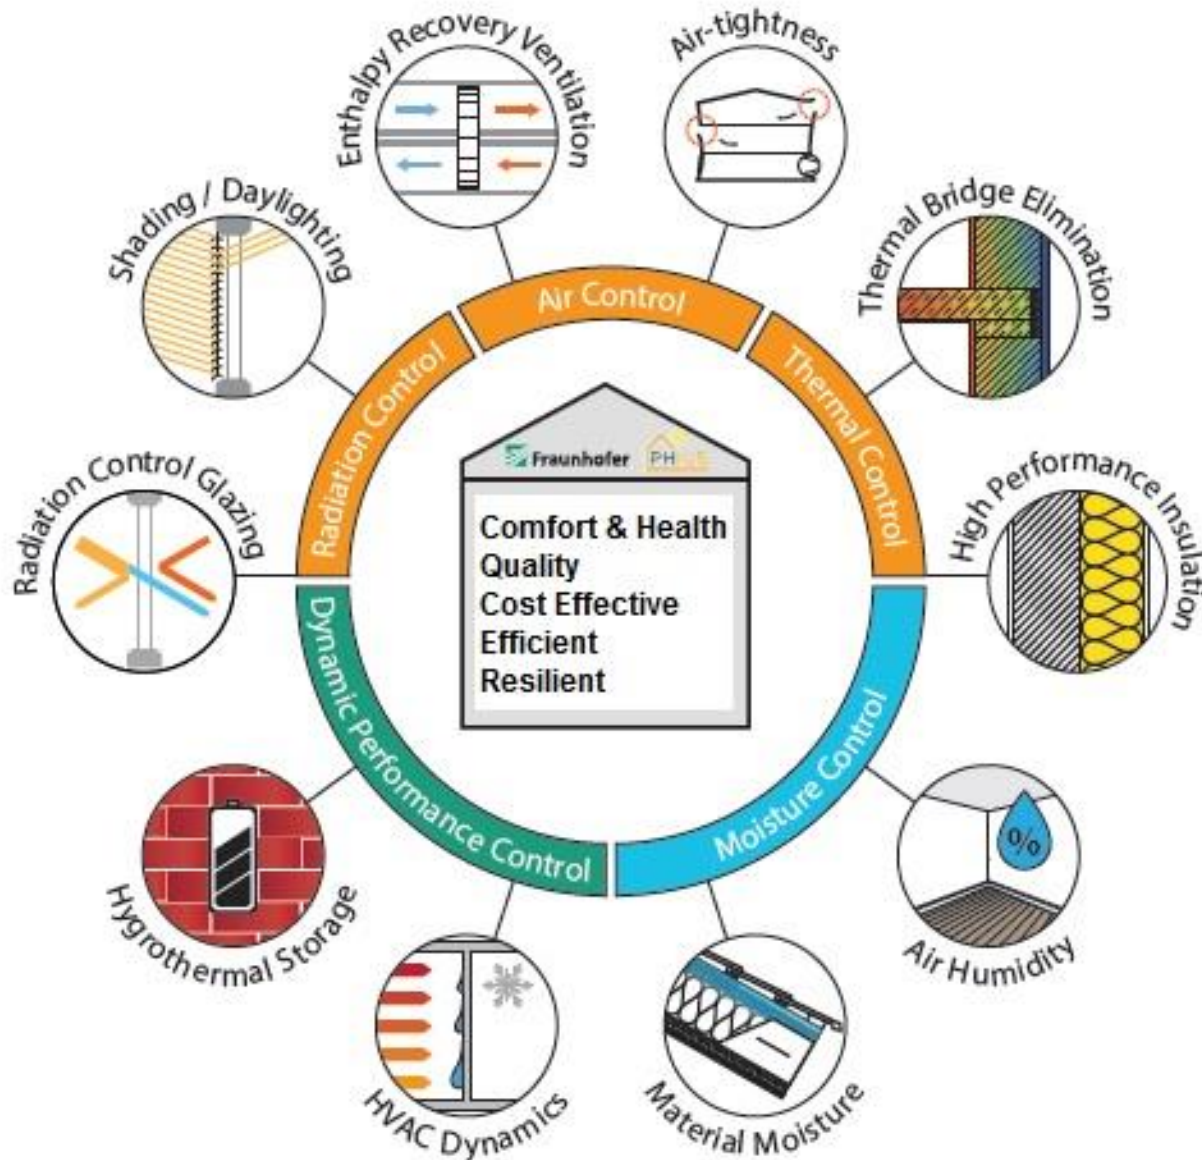 Enthalpy Recovery Ventilation
Air-tightness
Shading / Daylighting
Thermal Bridge Elimination
Air Control
Radiation Control
Thermal Control
Fraunhofer
PH
Radiation Control Glazing
High Performance Insulation
Comfort & Health
Quality
Cost Effective
Efficient
Resilient
Dynamic Performance Control
Moisture Control
%
Hygrothermal Storage
Air Humidity
HVAC Dynamics
Material Moisture